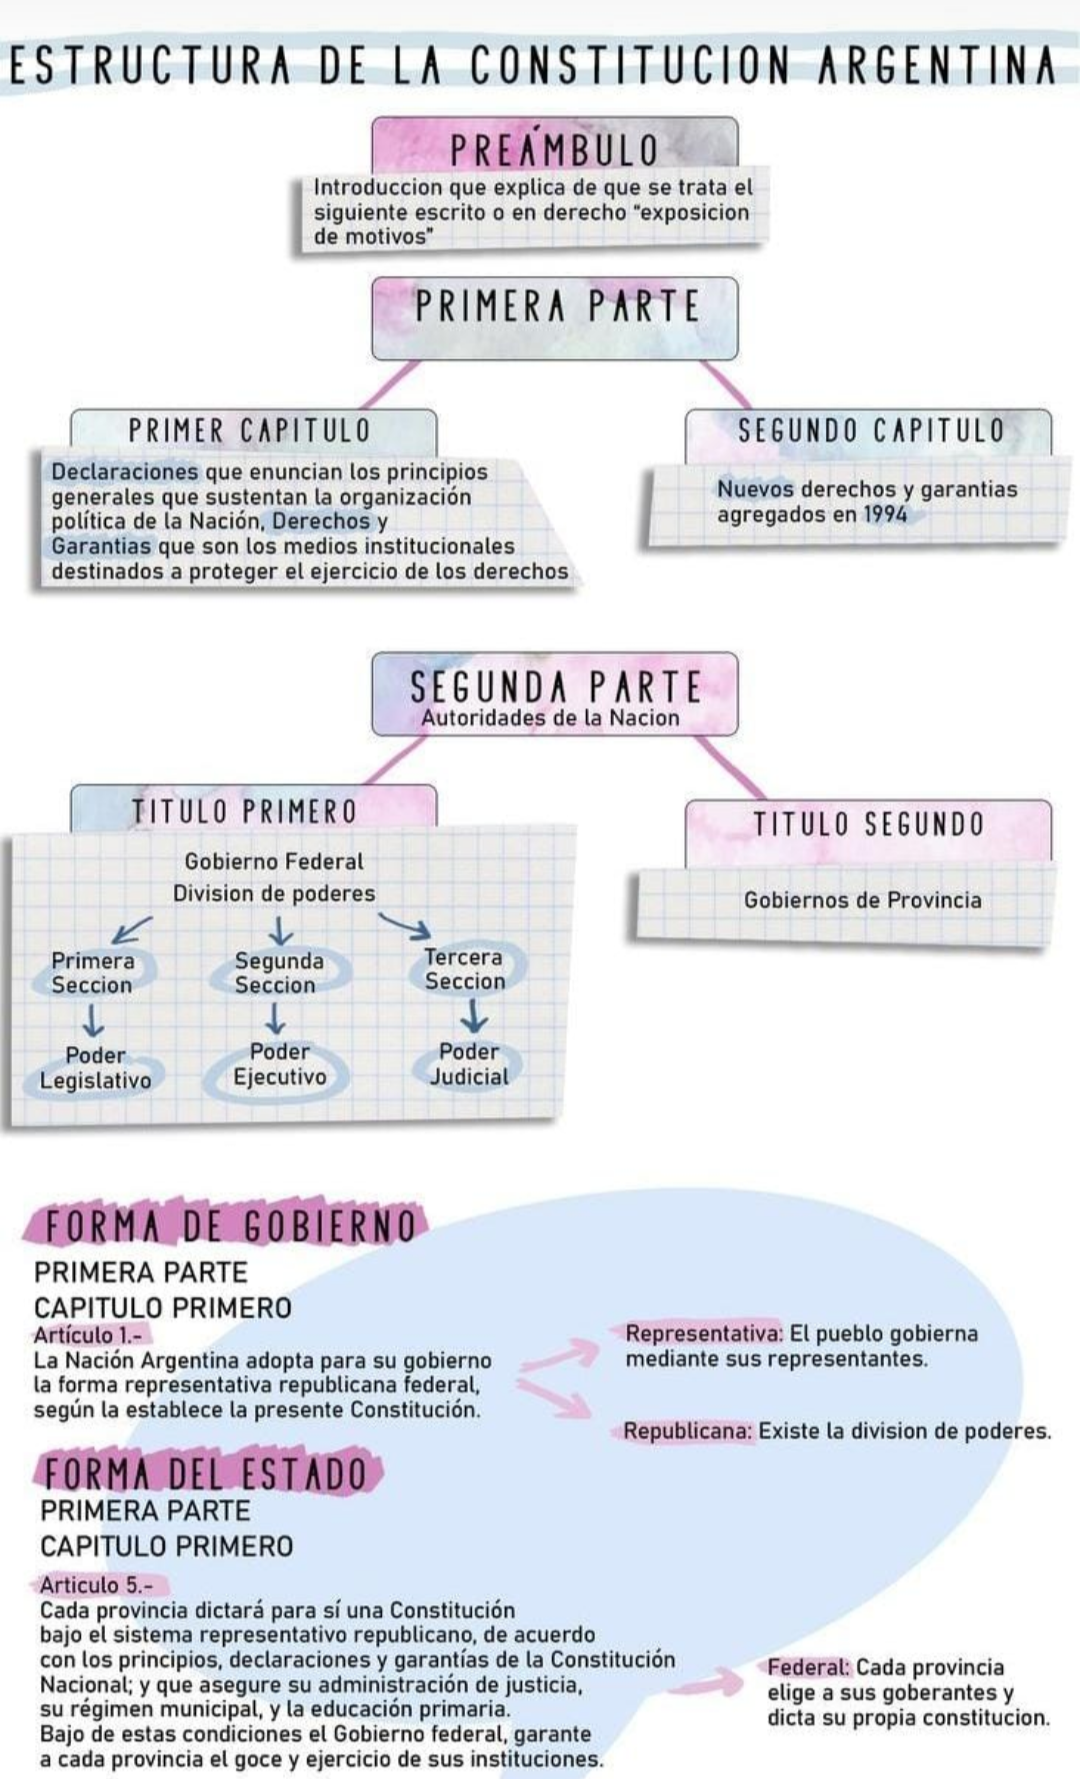 ESTRUCTURA DE LA CONSTITUCION ARGENTINA
PREÁMBULO
Introduccion que explica de que se trata el
siguiente escrito o en derecho "exposicion
de motivos"
PRIMERA PARTE
PRIMER CAPITULO
Declaraciones que enuncian los principios
generales que sustentan la organización
política de la Nación, Derechos y
Garantias que son los medios institucionales
destinados a proteger el ejercicio de los derechos
SEGUNDO CAPITULO
Nuevos derechos y garantias
agregados en 1994
SEGUNDA PARTE
Autoridades de la Nacion
TITULO PRIMERO
Gobierno Federal
Division de poderes
Primera
Seccion
Poder
Legislativo
Segunda
Seccion
Poder
Ejecutivo
Tercera
Seccion
Poder
Judicial
TITULO SEGUNDO
Gobiernos de Provincia
FORMA DE GOBIERNO
PRIMERA PARTE
CAPITULO PRIMERO
Artículo 1.-
La Nación Argentina adopta para su gobierno
la forma representativa republicana federal,
según la establece la presente Constitución.
Representativa: El pueblo gobierna
mediante sus representantes.
Republicana: Existe la division de poderes.
FORMA DEL ESTADO
PRIMERA PARTE
CAPITULO PRIMERO
Articulo 5.-
Cada provincia dictará para sí una Constitución
bajo el sistema representativo republicano, de acuerdo
con los principios, declaraciones y garantías de la Constitución
Nacional; y que asegure su administración de justicia,
su régimen municipal, y la educación primaria.
Bajo de estas condiciones el Gobierno federal, garante
a cada provincia el goce y ejercicio de sus instituciones.
Federal: Cada provincia
elige a sus goberantes y
dicta su propia constitucion.